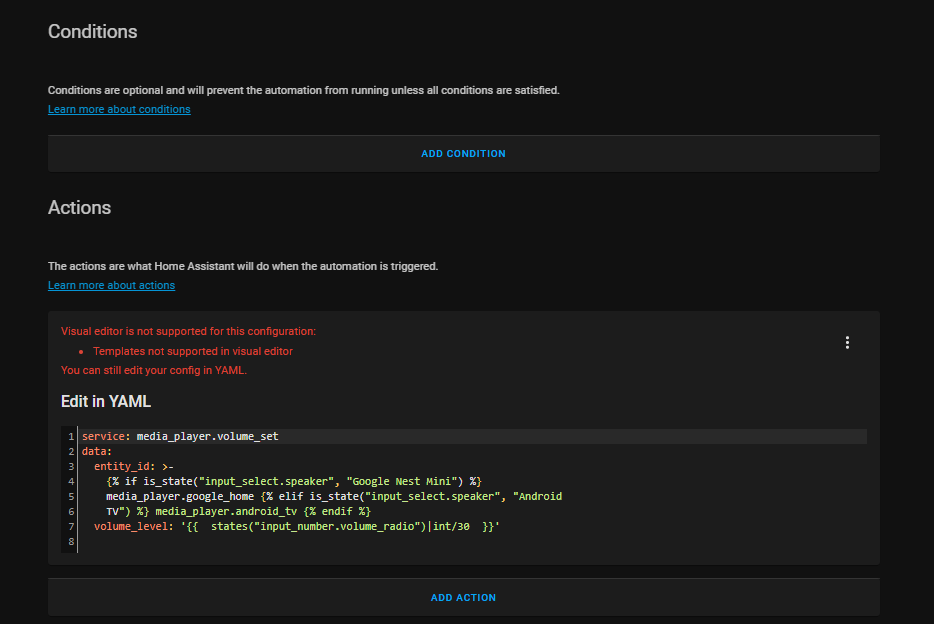 Conditions
Conditions are optional and will prevent the automation from running unless all conditions are satisfied.
Learn more about conditions
ADD CONDITION
Actions
The actions are what Home Assistant will do when the automation is triggered.
Learn more about actions
Visual editor is not supported for this configuration:
• Templates not supported in visual editor
You can still edit your config in YAML.
Edit in YAML
1 service: media_player.volume_set
2 data:
3   entity_id: >-
4     {% if is_state("input_select.speaker", "Google Nest Mini") %}
5     media_player.google_home {% elif is_state("input_select.speaker", "Android
6     TV") %} media_player.android_tv {% endif %}
7   volume_level: '{{  states("input_number.volume_radio")|int/30  }}'
8
ADD ACTION